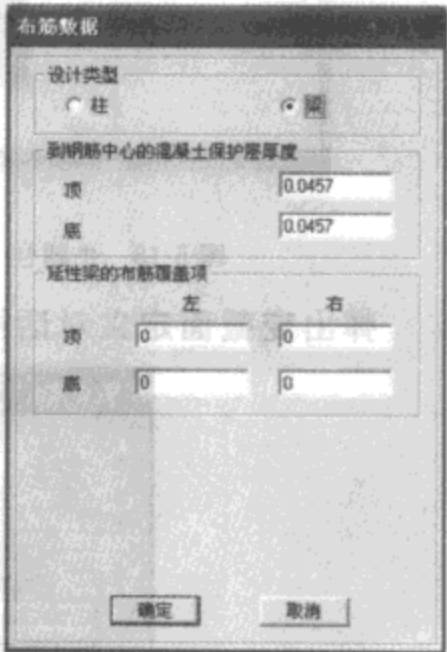 布筋数据
设计类型
柱 梁
到钢筋中心的混凝土保护层厚度
顶 0.0457
底 0.0457
延性梁的布筋覆盖项
左 右
顶 0 0
底 0 0
确定 取消